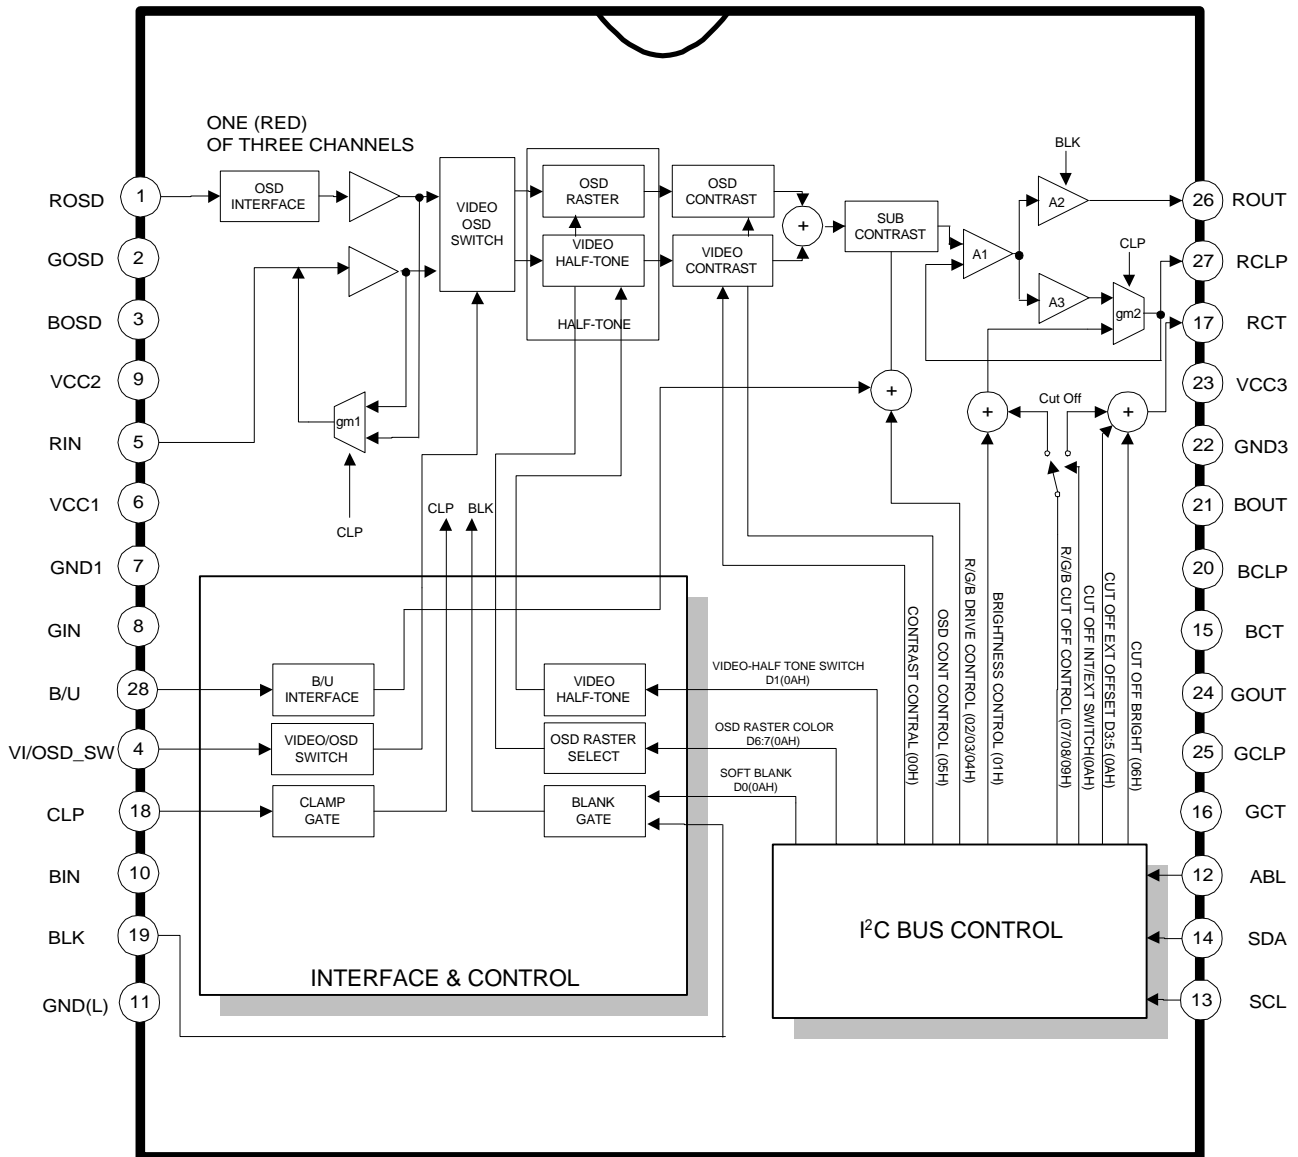 ONE (RED)
OF THREE CHANNELS
BLK
ROSD
1
OSD
INTERFACE
VIDEO
OSD
SWITCH
OSD
RASTER
OSD
CONTRAST
+
SUB
CONTRAST
A2
26
ROUT
GOSD
2
VIDEO
HALF-TONE
VIDEO
CONTRAST
A1
CLP
27
RCLP
BOSD
3
HALF-TONE
A3
gm2
17
RCT
VCC2
9
+
Cut Off
+
+
23
VCC3
gm1
RIN
5
22
GND3
VCC1
6
CLP
CLP
BLK
21
BOUT
GND1
7
20
BCLP
GIN
8
15
BCT
CONTRAST CONTRAL (00H)
OSD CONT CONTROL (05H)
R/G/B DRIVE CONTROL (02/03/04H)
BRIGHTNESS CONTROL (01H)
R/G/B CUT OFF CONTROL (07/08/09H)
CUT OFF INT/EXT SWITCH(0AH)
CUT OFF EXT OFFSET D3:5 (0AH)
CUT OFF BRIGHT (06H)
B/U
28
B/U
INTERFACE
VIDEO
HALF-TONE
VIDEO-HALF TONE SWITCH
D1(0AH)
24
GOUT
VI/OSD_SW
4
VIDEO/OSD
SWITCH
OSD RASTER
SELECT
OSD RASTER COLOR
D6:7(0AH)
25
GCLP
CLP
18
CLAMP
GATE
BLANK
GATE
SOFT BLANK
D0(0AH)
16
GCT
BIN
10
12
ABL
BLK
19
I2C BUS CONTROL
14
SDA
INTERFACE & CONTROL
GND(L)
11
13
SCL